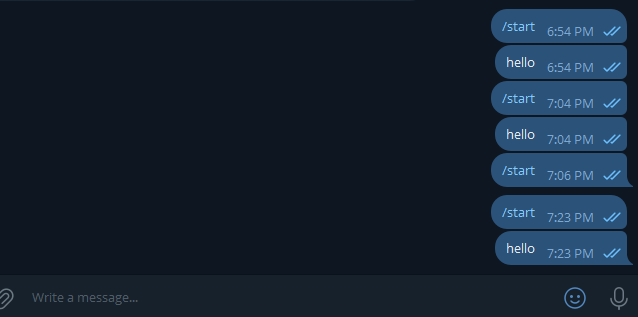 /start 6:54 PM
hello 6:54 PM
/start 7:04 PM
hello 7:04 PM
/start 7:06 PM
/start 7:23 PM
hello 7:23 PM
Write a message...